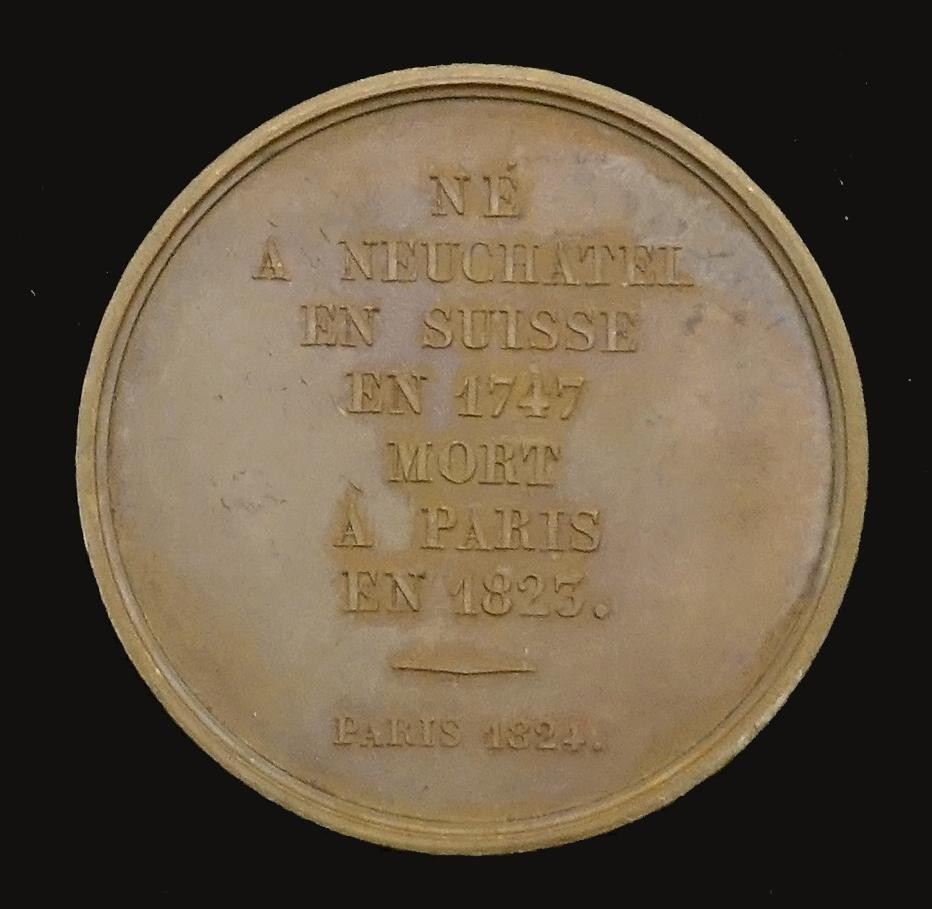 NÉ
À NEUCHATEL
EN SUISSE
EN 1747
MORT
À PARIS
EN 1823.
PARIS 1824.